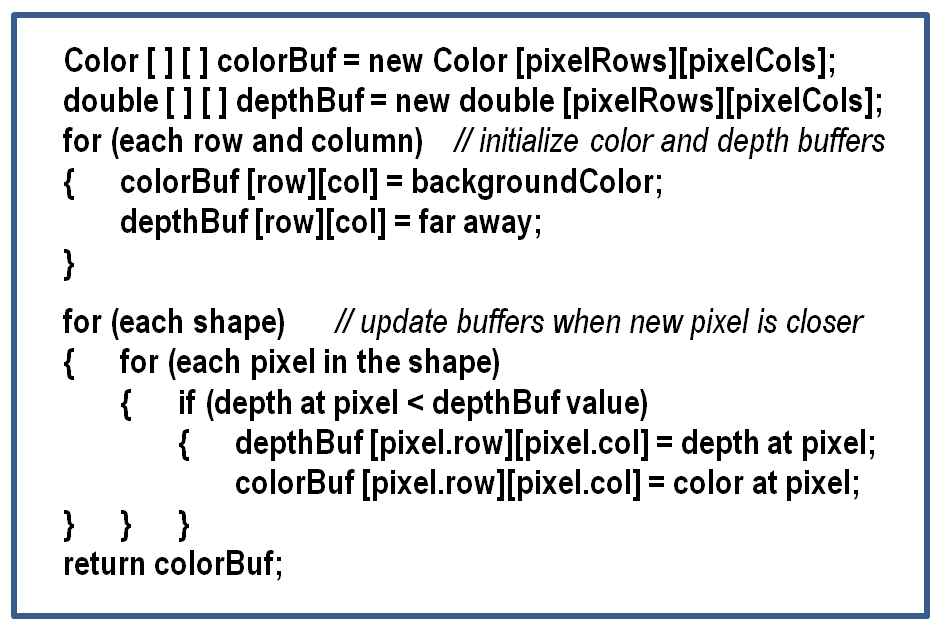 Color [ ] [ ] colorBuf = new Color [pixelRows][pixelCols];
double [ ] [ ] depthBuf = new double [pixelRows][pixelCols];
for (each row and column)   // initialize color and depth buffers
{   colorBuf [row][col] = backgroundColor;
depthBuf [row][col] = far away;
}
for (each shape)   // update buffers when new pixel is closer
{   for (each pixel in the shape)
{   if (depth at pixel < depthBuf value)
{   depthBuf [pixel.row][pixel.col] = depth at pixel;
colorBuf [pixel.row][pixel.col] = color at pixel;
}   }   }
return colorBuf;